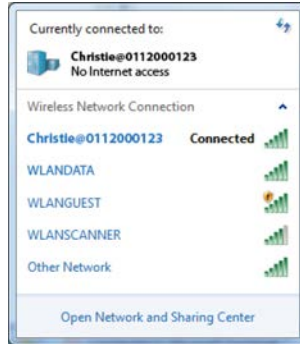 Currently connected to:
Christie@0112000123
No Internet access
Wireless Network Connection
Christie@0112000123 Connected
WLANDATA
WLANGUEST
WLANSCANNER
Other Network
Open Network and Sharing Center